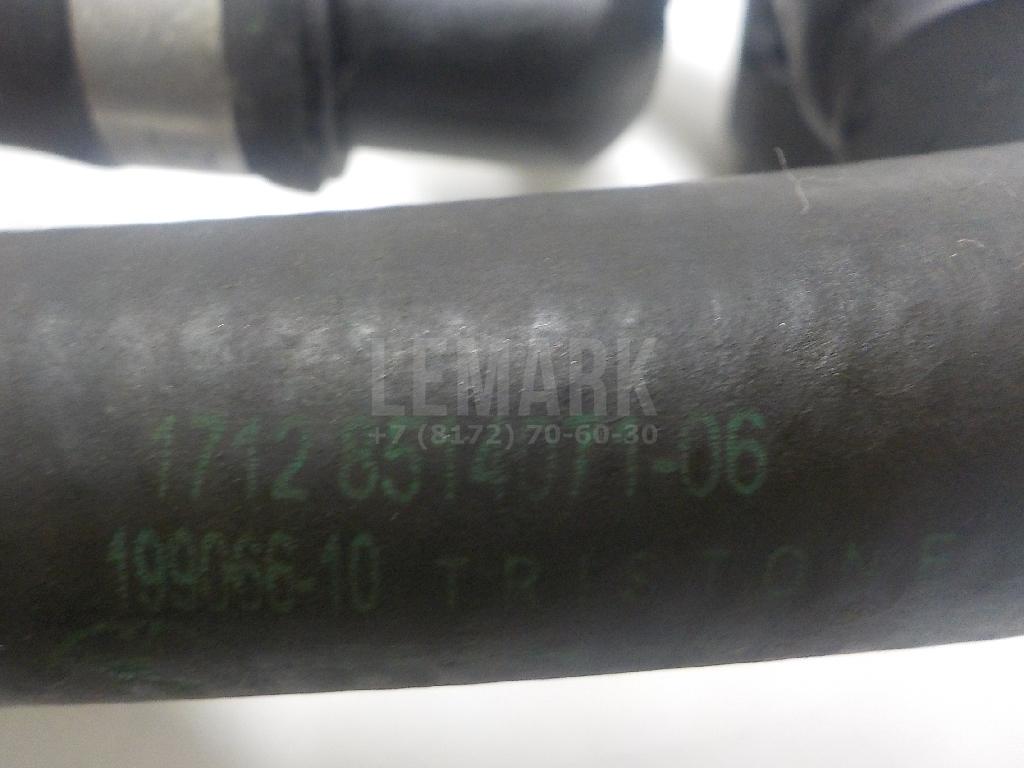 LEMARK
+7 (8172) 70-60-30
1712 8514071-06
199066-10 TRISTONE